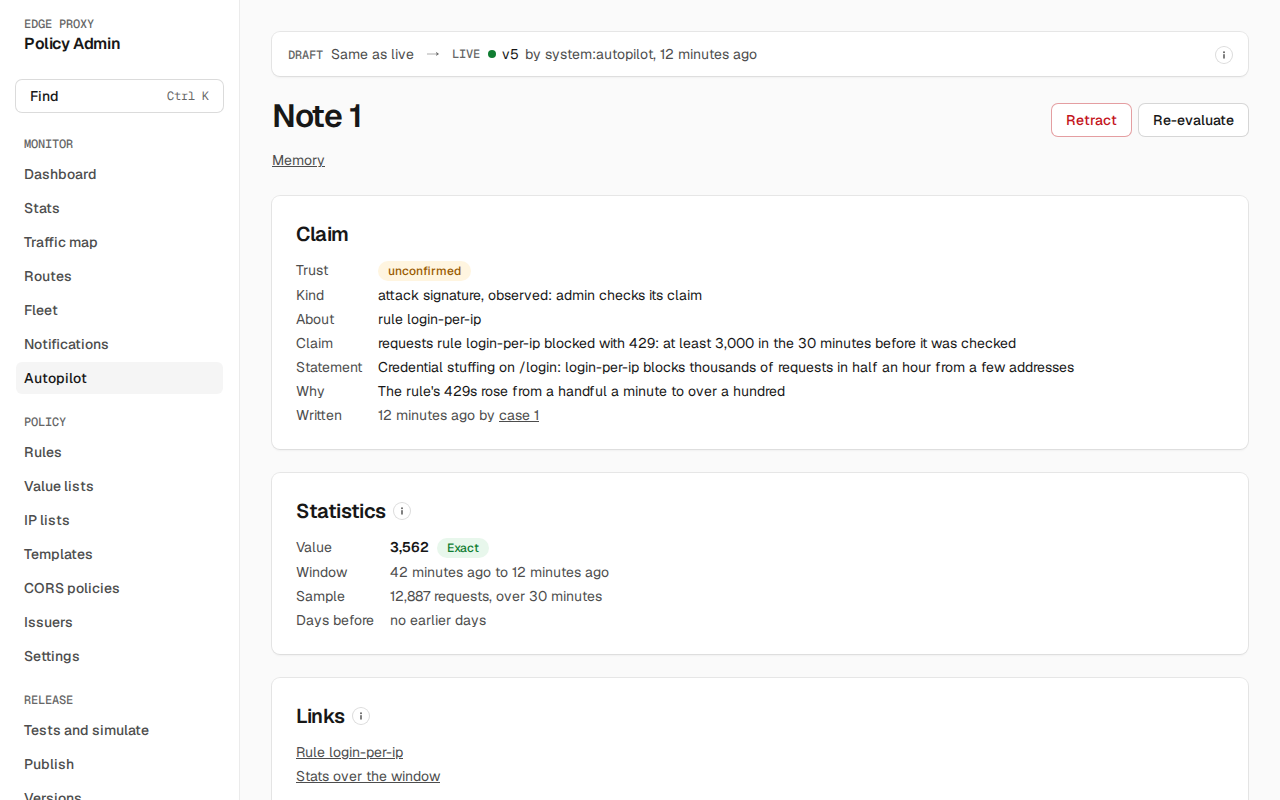 EDGE PROXY
Policy Admin
Find Ctrl K
MONITOR
Dashboard
Stats
Traffic map
Routes
Fleet
Notifications
Autopilot
POLICY
Rules
Value lists
IP lists
Templates
CORS policies
Issuers
Settings
RELEASE
Tests and simulate
Publish
Versions
DRAFT Same as live → LIVE v5 by system:autopilot, 12 minutes ago
Note 1
Retract Re-evaluate
Memory
Claim
Trust unconfirmed
Kind attack signature, observed: admin checks its claim
About rule login-per-ip
Claim requests rule login-per-ip blocked with 429: at least 3,000 in the 30 minutes before it was checked
Statement Credential stuffing on /login: login-per-ip blocks thousands of requests in half an hour from a few addresses
Why The rule's 429s rose from a handful a minute to over a hundred
Written 12 minutes ago by case 1
Statistics
Value 3,562 Exact
Window 42 minutes ago to 12 minutes ago
Sample 12,887 requests, over 30 minutes
Days before no earlier days
Links
Rule login-per-ip
Stats over the window